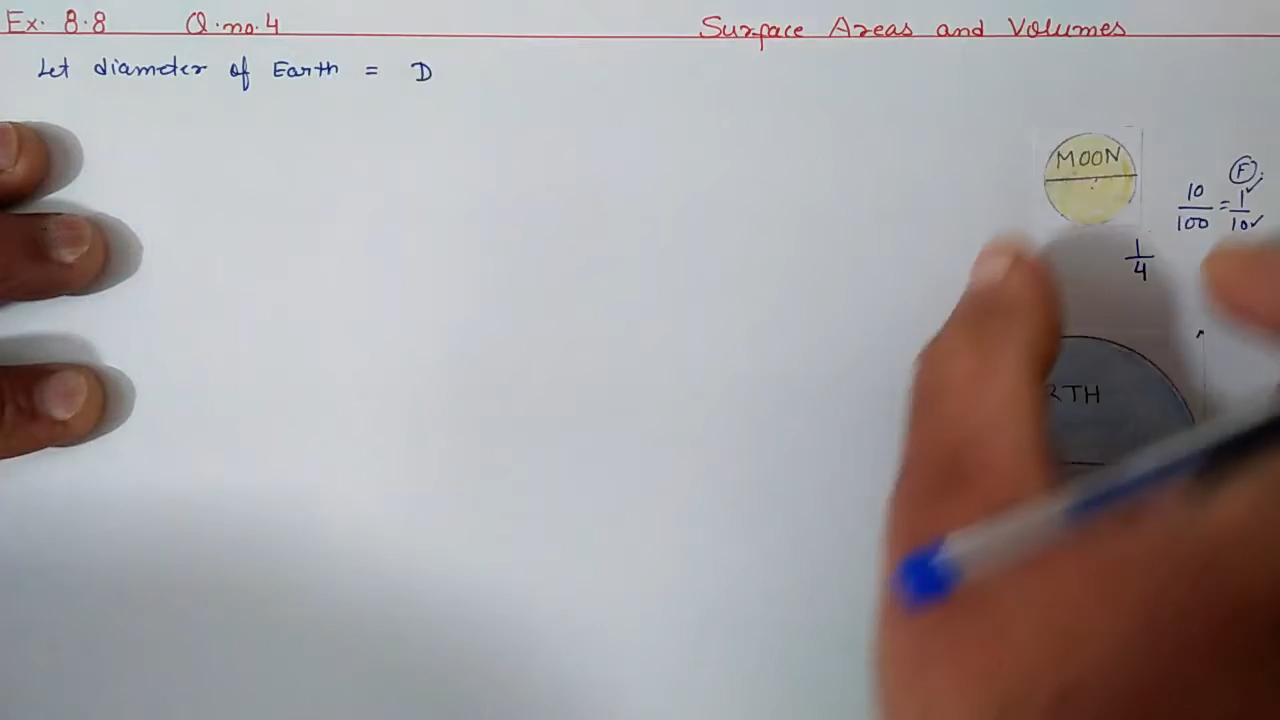 Ex. 8.8 Q.no.4 Surface Areas and Volumes
Let diameter of Earth = D
MOON
F
10/100 = 1/10
1/4
RTH